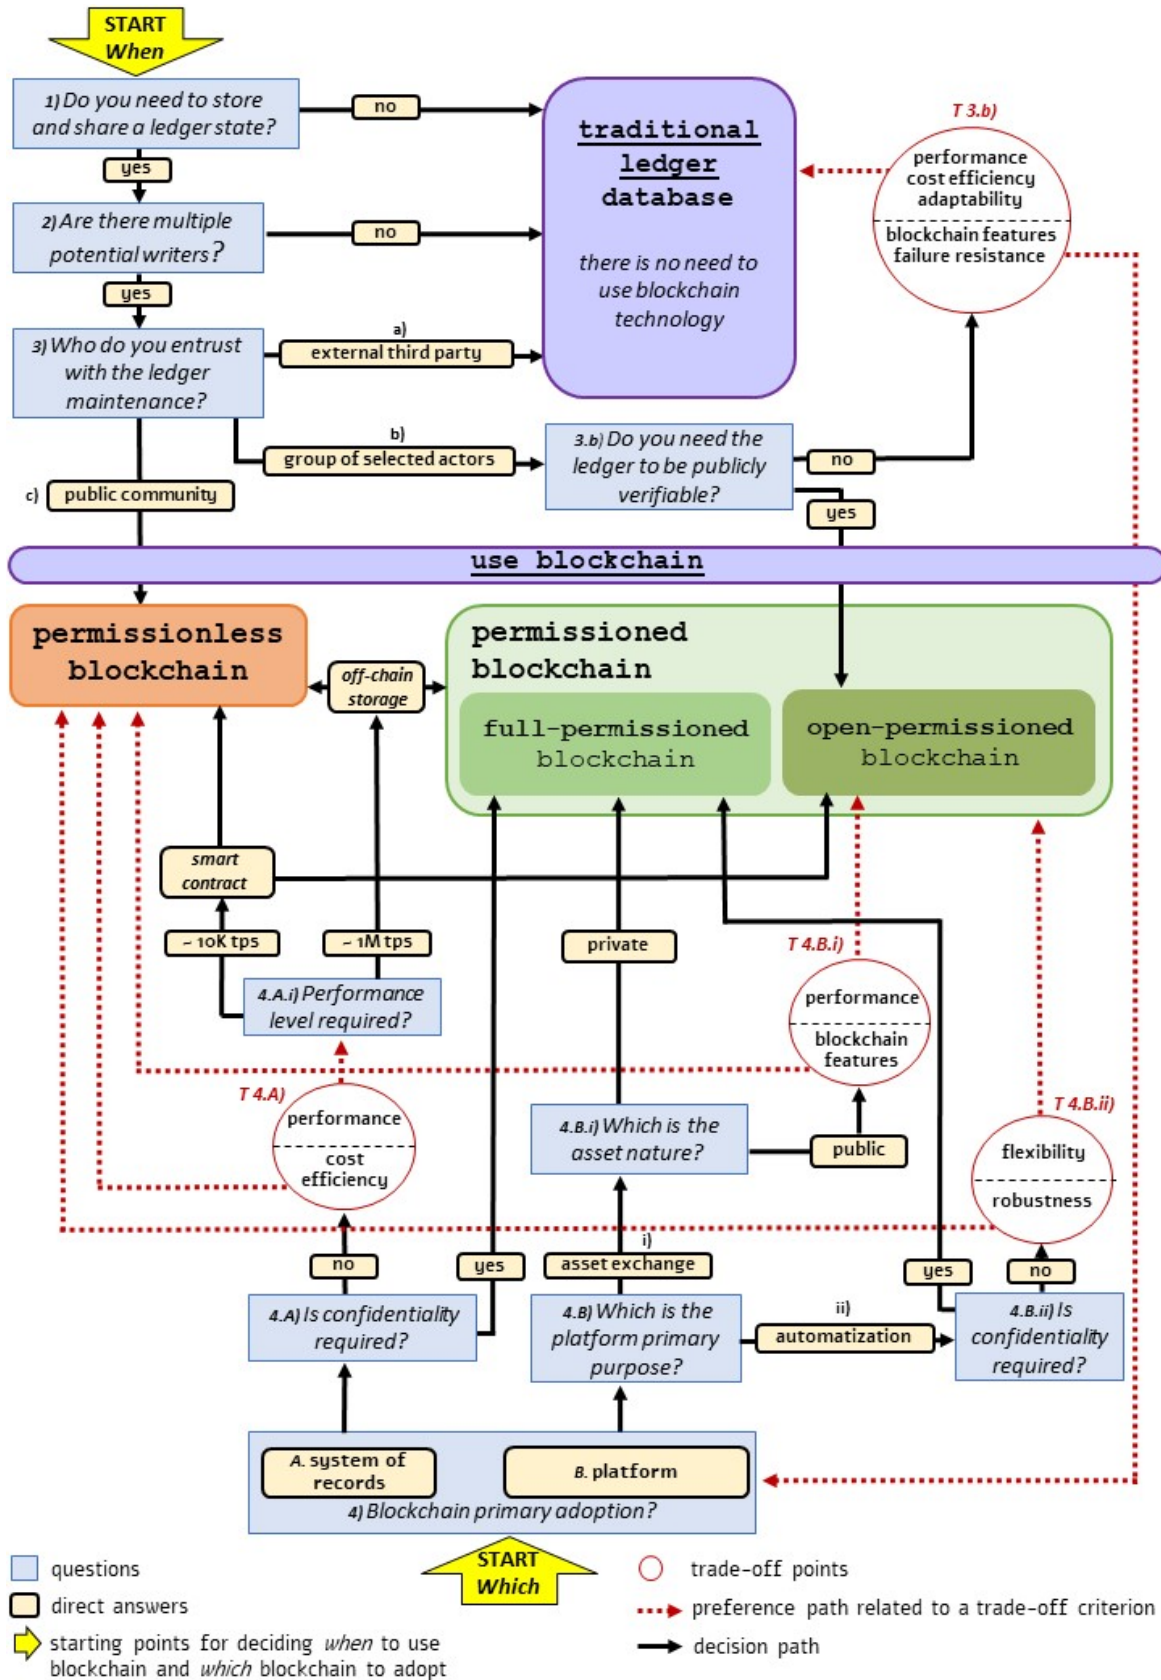 START
When
1) Do you need to store
and share a ledger state?
no
yes
2) Are there multiple
potential writers?
no
yes
3) Who do you entrust
with the ledger
maintenance?
a)
external third party
b)
group of selected actors
c)
public community
traditional
ledger
database
there is no need to
use blockchain
technology
T 3.b)
performance
cost efficiency
adaptability
blockchain features
failure resistance
3.b) Do you need the
ledger to be publicly
verifiable?
no
yes
use blockchain
permissionless
blockchain
off-chain
storage
permissioned
blockchain
full-permissioned
blockchain
open-permissioned
blockchain
smart
contract
~ 10K tps
~ 1M tps
4.A.i) Performance
level required?
private
T 4.B.i)
performance
blockchain
features
T 4.A)
performance
cost
efficiency
4.B.i) Which is the
asset nature?
public
T 4.B.ii)
flexibility
robustness
no
yes
i)
asset exchange
yes
no
4.A) Is confidentiality
required?
4.B) Which is the
platform primary
purpose?
ii)
automatization
4.B.ii) Is
confidentiality
required?
A. system of
records
B. platform
4) Blockchain primary adoption?
START
Which
questions
direct answers
starting points for deciding when to use
blockchain and which blockchain to adopt
trade-off points
preference path related to a trade-off criterion
decision path